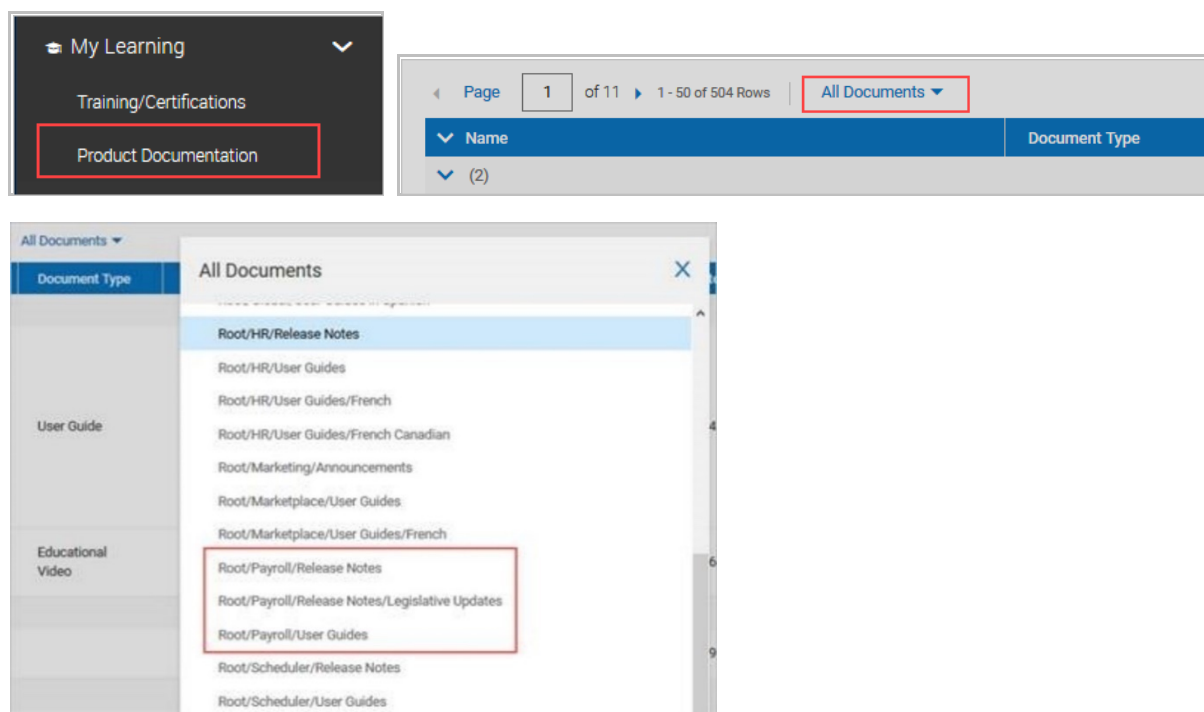 My Learning
Training/Certifications
Product Documentation
Page 1 of 11 1 - 50 of 504 Rows All Documents
Name Document Type
(2)
All Documents
Document Type
User Guide
Educational
Video
All Documents X
Root/HR/Release Notes
Root/HR/User Guides
Root/HR/User Guides/French
Root/HR/User Guides/French Canadian
Root/Marketing/Announcements
Root/Marketplace/User Guides
Root/Marketplace/User Guides/French
Root/Payroll/Release Notes
Root/Payroll/Release Notes/Legislative Updates
Root/Payroll/User Guides
Root/Scheduler/Release Notes
Root/Scheduler/User Guides
4
6
9